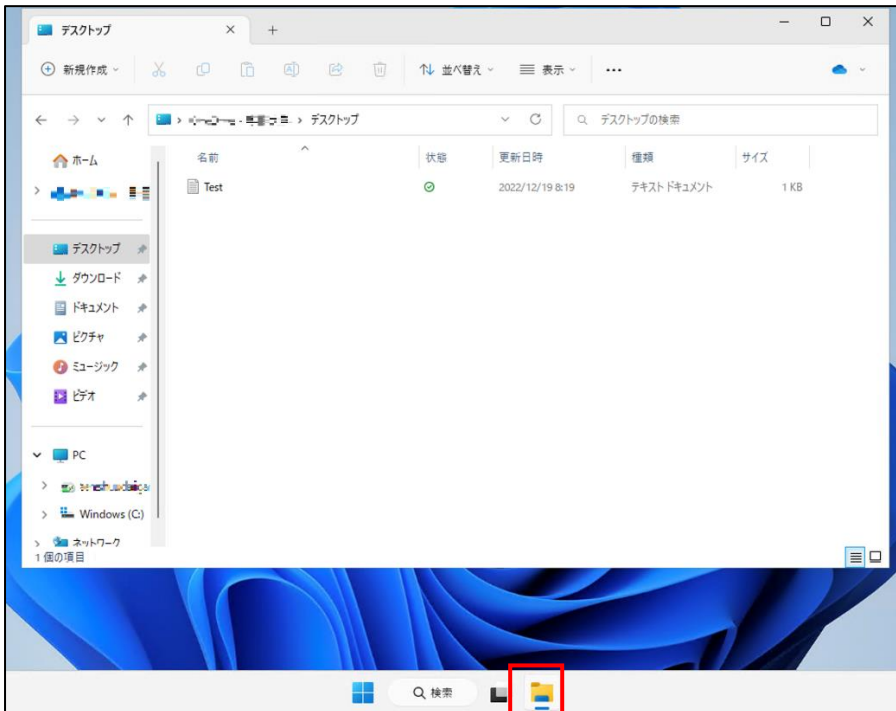 デスクトップ
新規作成
並べ替え
表示
デスクトップ
デスクトップの検索
ホーム
名前 状態 更新日時 種類 サイズ
Test 2022/12/19 8:19 テキスト ドキュメント 1 KB
デスクトップ
ダウンロード
ドキュメント
ピクチャ
ミュージック
ビデオ
PC
Windows (C:)
ネットワーク
1 個の項目
検索